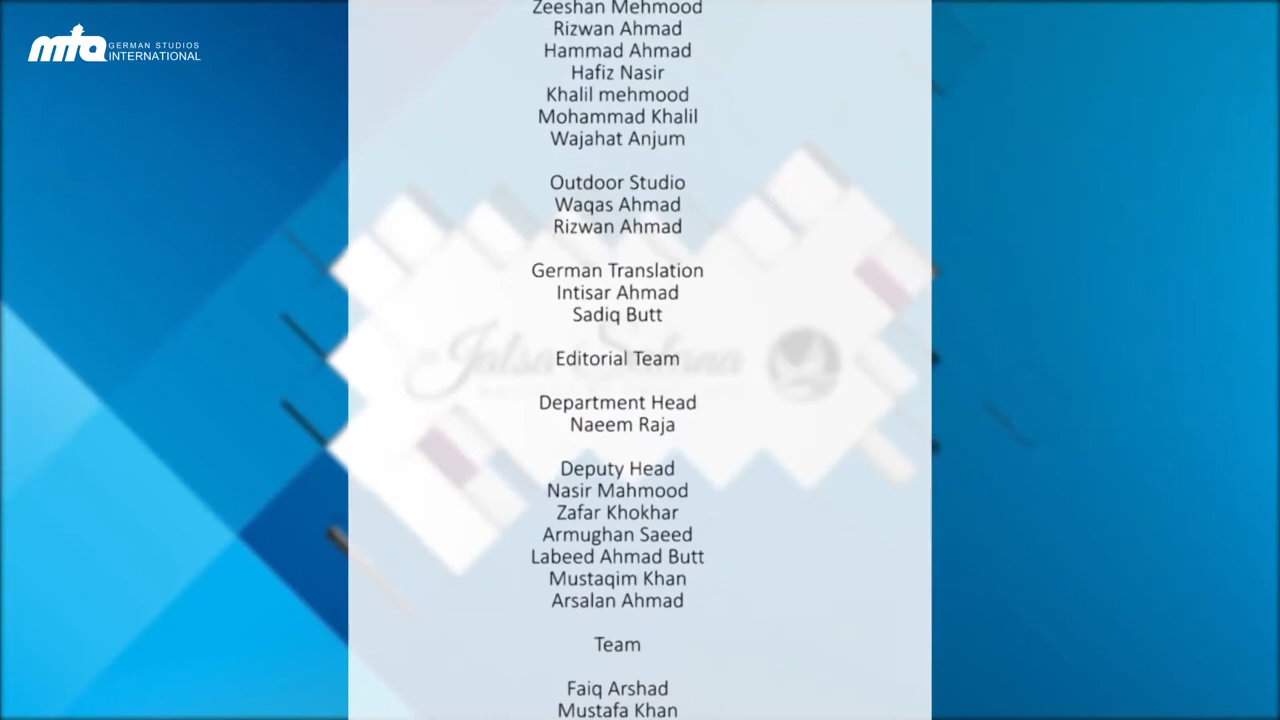 mta GERMAN STUDIOS
INTERNATIONAL
Zeeshan Mehmood
Rizwan Ahmad
Hammad Ahmad
Hafiz Nasir
Khalil mehmood
Mohammad Khalil
Wajahat Anjum
Outdoor Studio
Waqas Ahmad
Rizwan Ahmad
German Translation
Intisar Ahmad
Sadiq Butt
Editorial Team
Jalsa Salana
Department Head
Naeem Raja
Deputy Head
Nasir Mahmood
Zafar Khokhar
Armughan Saeed
Labeed Ahmad Butt
Mustaqim Khan
Arsalan Ahmad
Team
Faiq Arshad
Mustafa Khan